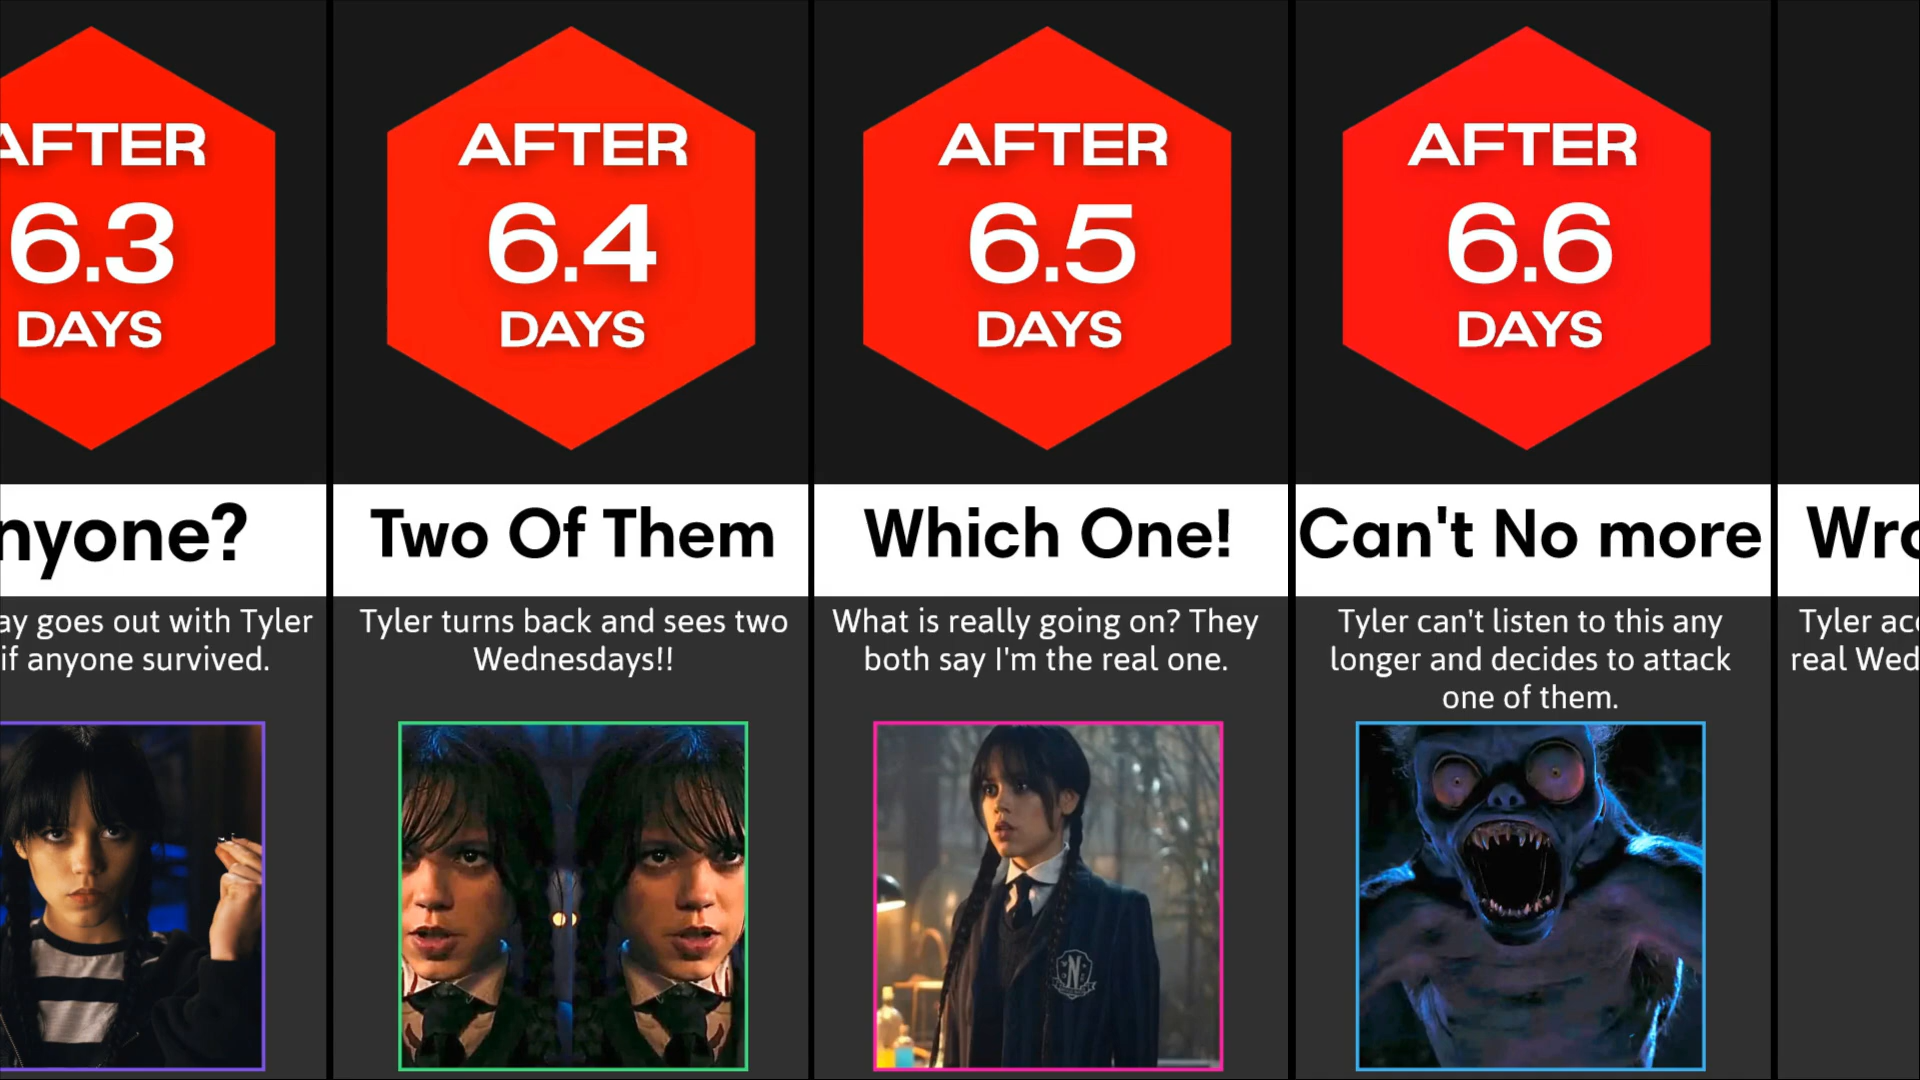 AFTER
6.3
DAYS
nyone?
ay goes out with Tyler
if anyone survived.
AFTER
6.4
DAYS
Two Of Them
Tyler turns back and sees two
Wednesdays!!
AFTER
6.5
DAYS
Which One!
What is really going on? They
both say I'm the real one.
N
AFTER
6.6
DAYS
Can't No more
Tyler can't listen to this any
longer and decides to attack
one of them.
Wro
Tyler acc
real Wed